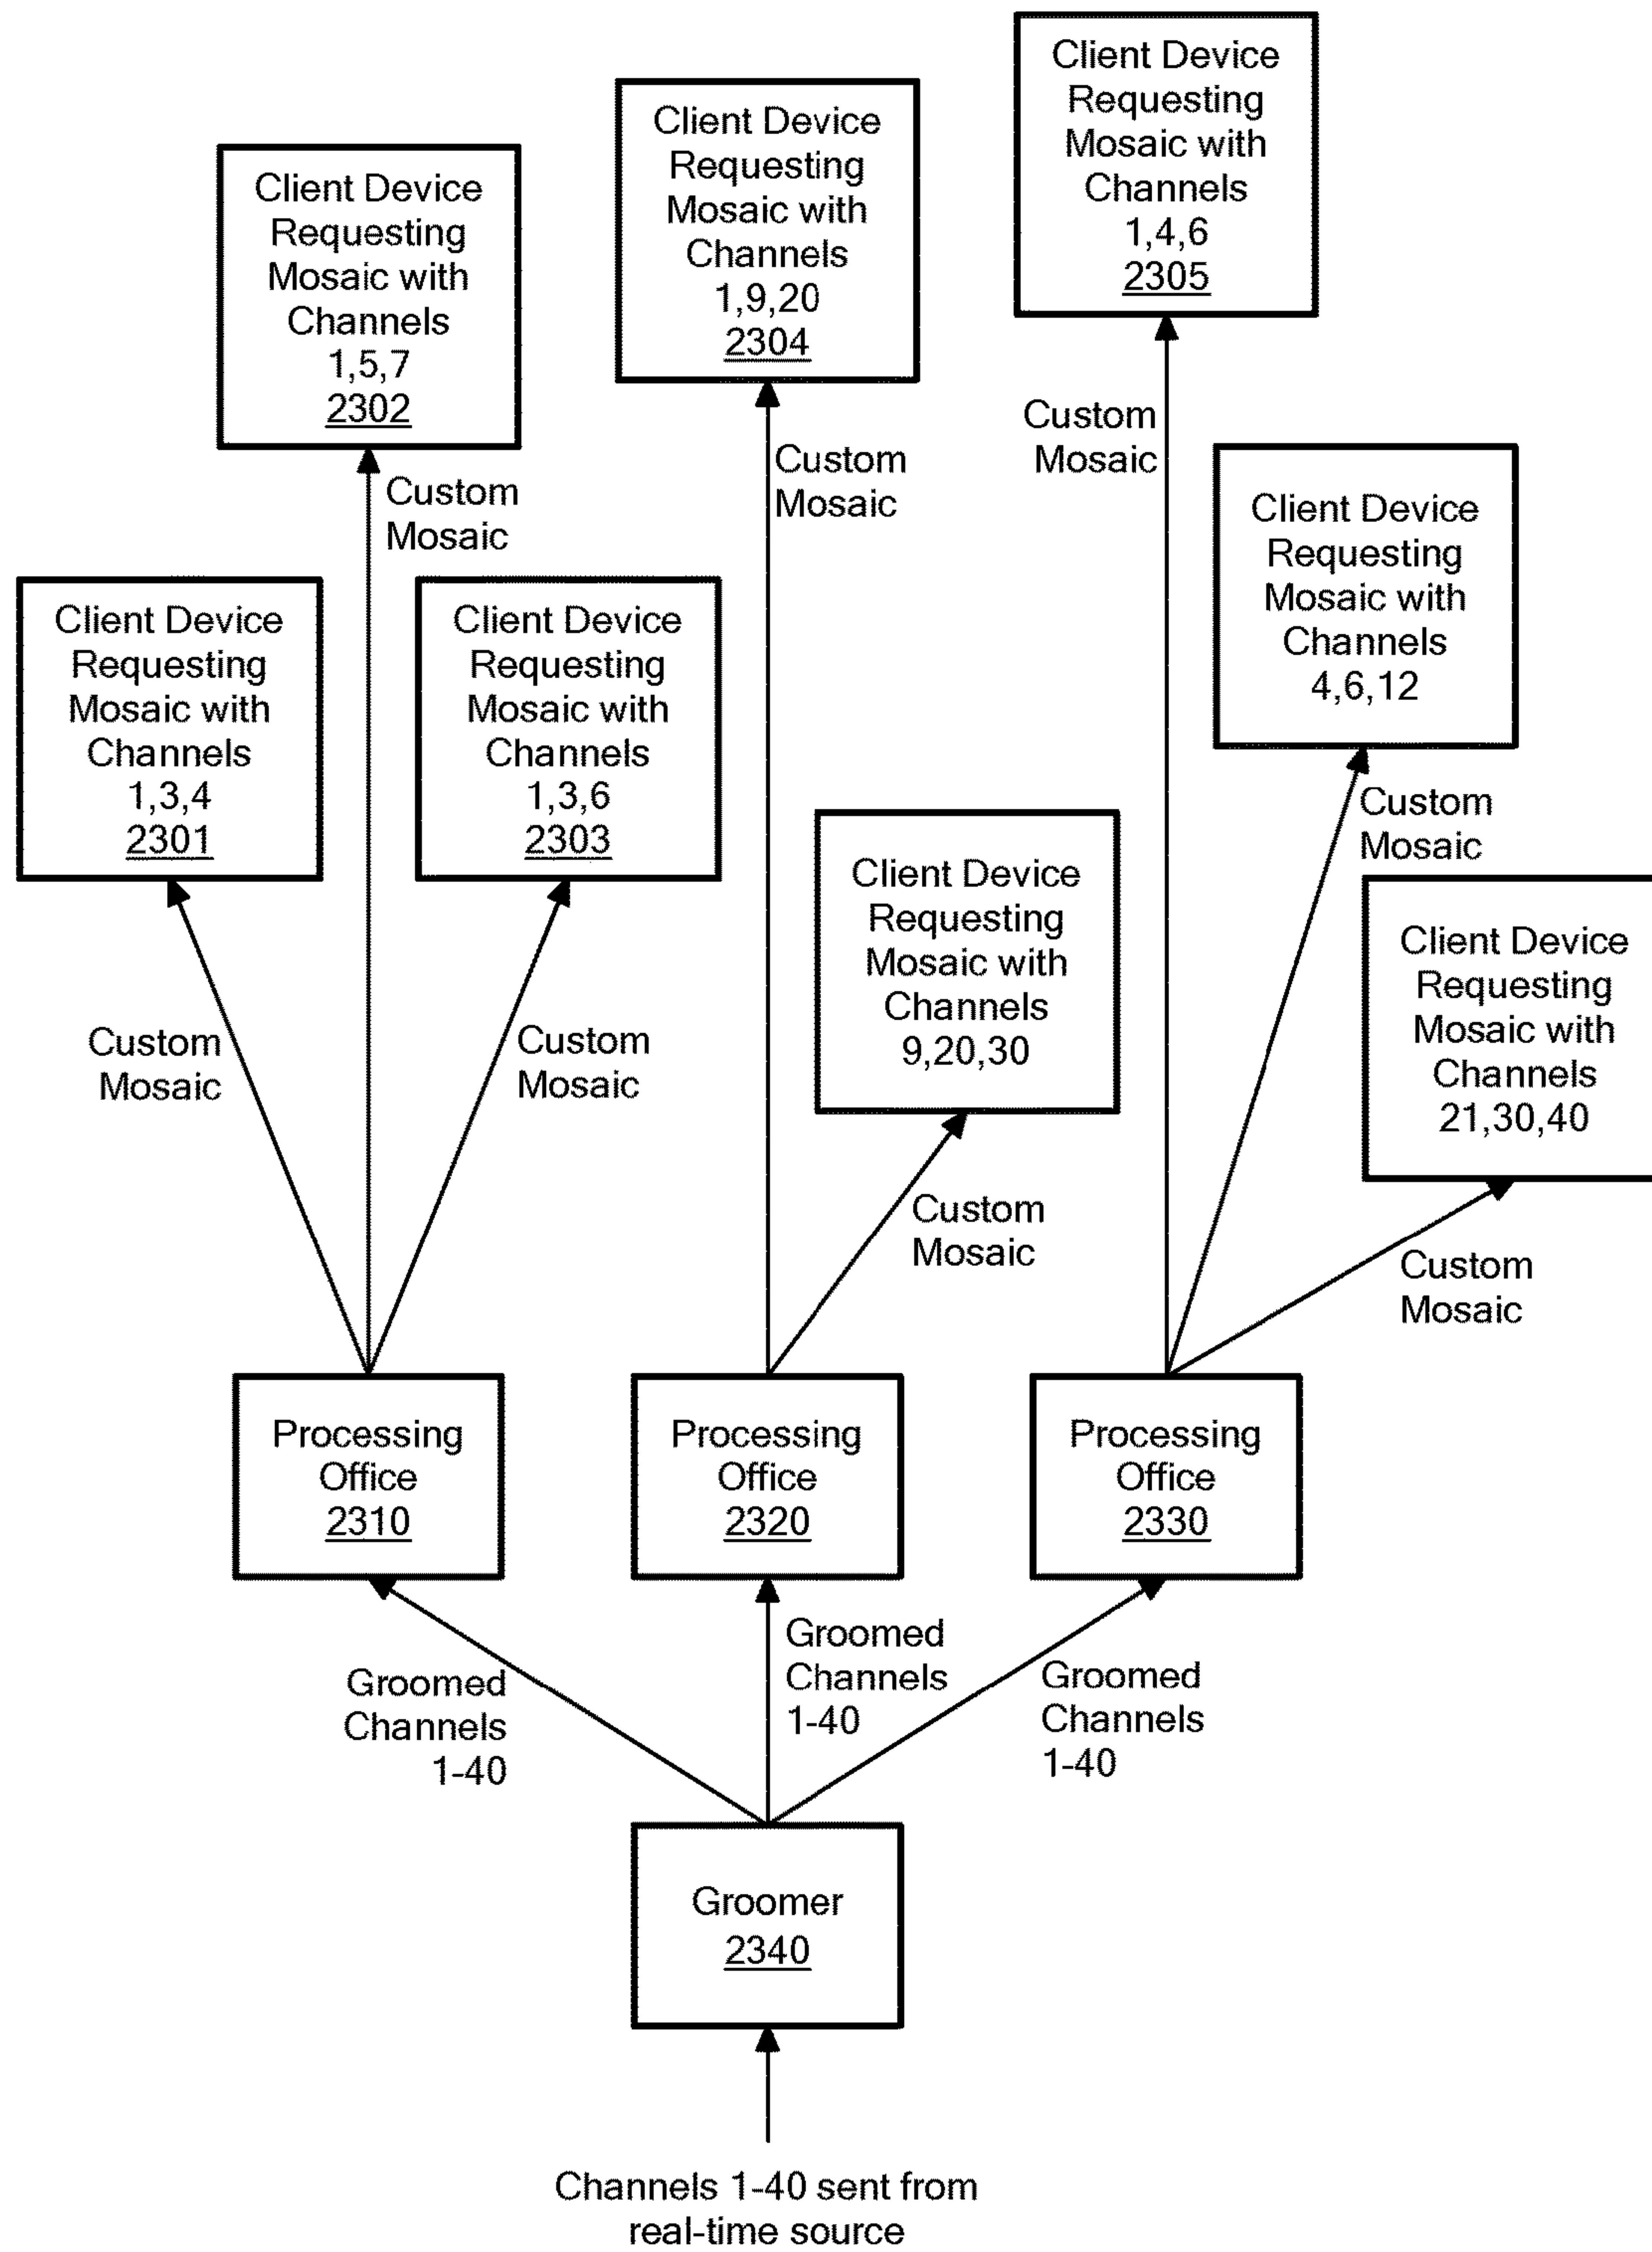 Client Device
Requesting
Mosaic with
Channels
1,4,6
2305
Client Device
Requesting
Mosaic with
Channels
1,9,20
2304
Client Device
Requesting
Mosaic with
Channels
1,5,7
2302
Custom
Mosaic
Custom
Mosaic
Custom
Mosaic
Client Device
Requesting
Mosaic with
Channels
4,6,12
Client Device
Requesting
Mosaic with
Channels
1,3,4
2301
Client Device
Requesting
Mosaic with
Channels
1,3,6
2303
Custom
Mosaic
Client Device
Requesting
Mosaic with
Channels
9,20,30
Client Device
Requesting
Mosaic with
Channels
21,30,40
Custom
Mosaic
Custom
Mosaic
Custom
Mosaic
Custom
Mosaic
Processing
Office
2310
Processing
Office
2320
Processing
Office
2330
Groomed
Channels
1-40
Groomed
Channels
1-40
Groomed
Channels
1-40
Groomer
2340
Channels 1-40 sent from
real-time source